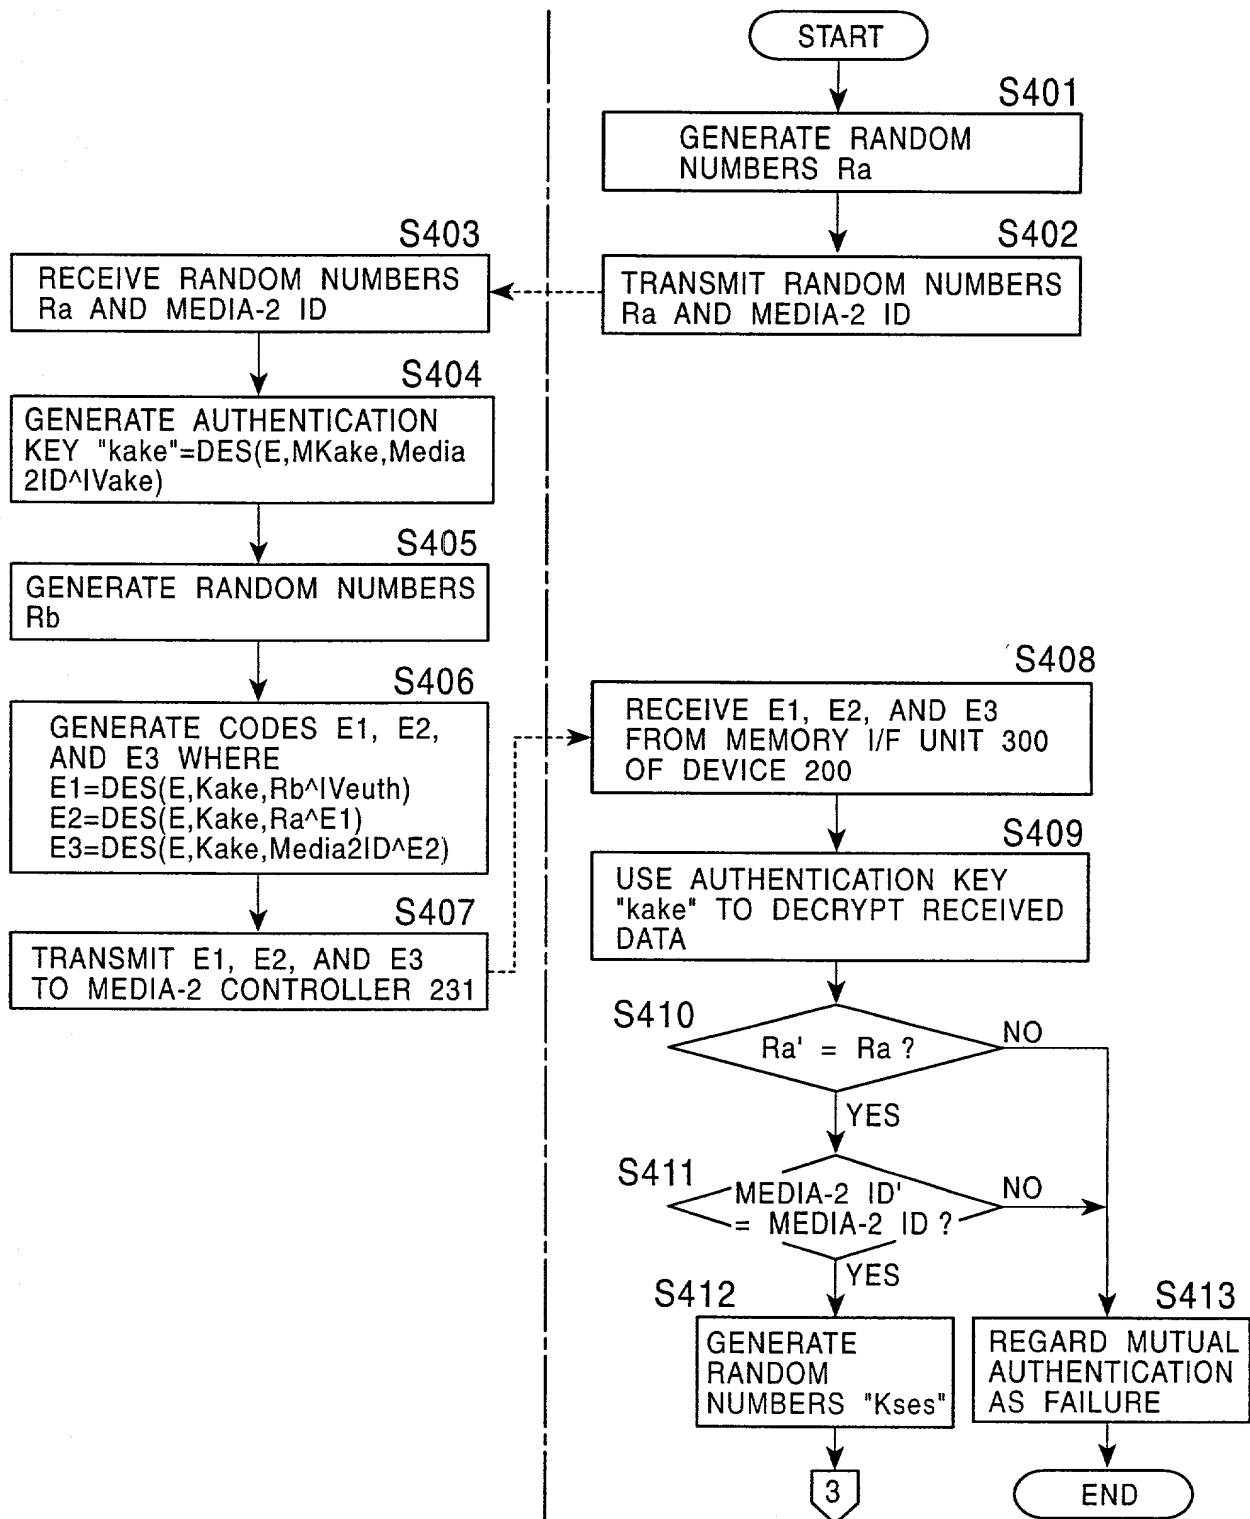 START
S401
GENERATE RANDOM
NUMBERS Ra
S402
TRANSMIT RANDOM NUMBERS
Ra AND MEDIA-2 ID
S403
RECEIVE RANDOM NUMBERS
Ra AND MEDIA-2 ID
S404
GENERATE AUTHENTICATION
KEY "kake"=DES(E,MKake,Media
2ID^IVake)
S405
GENERATE RANDOM NUMBERS
Rb
S406
GENERATE CODES E1, E2,
AND E3 WHERE
E1=DES(E,Kake,Rb^IVeuth)
E2=DES(E,Kake,Ra^E1)
E3=DES(E,Kake,Media2ID^E2)
S407
TRANSMIT E1, E2, AND E3
TO MEDIA-2 CONTROLLER 231
S408
RECEIVE E1, E2, AND E3
FROM MEMORY I/F UNIT 300
OF DEVICE 200
S409
USE AUTHENTICATION KEY
"kake" TO DECRYPT RECEIVED
DATA
S410
Ra' = Ra ?
NO
YES
S411
MEDIA-2 ID'
= MEDIA-2 ID ?
NO
YES
S412
GENERATE
RANDOM
NUMBERS "Kses"
3
S413
REGARD MUTUAL
AUTHENTICATION
AS FAILURE
END